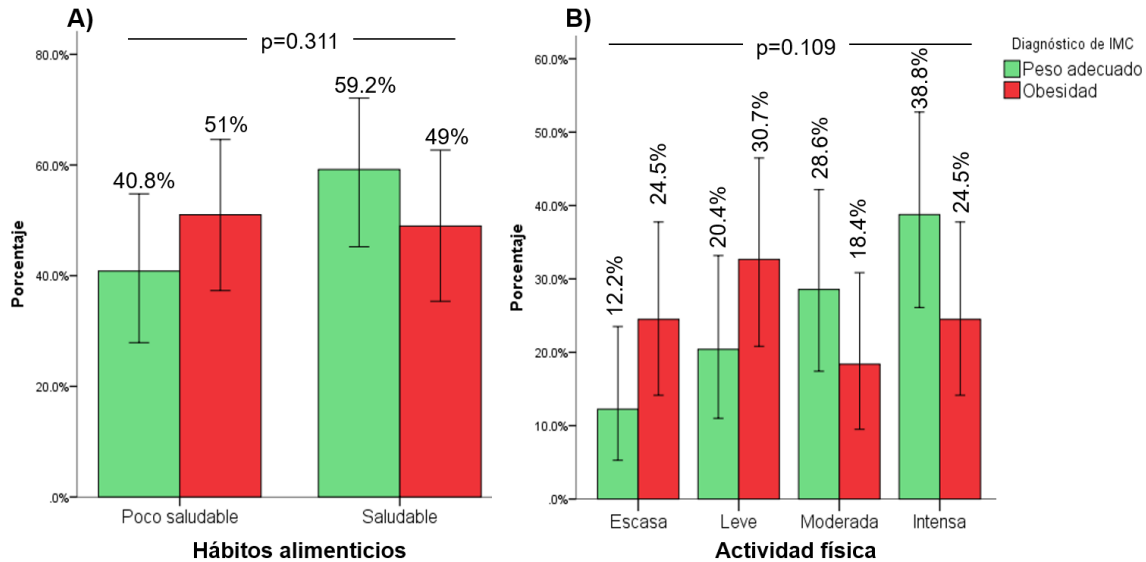 A)
p=0.311
80.0%
60.0%
40.0%
20.0%
.0%
Porcentaje
40.8%
51%
59.2%
49%
Poco saludable
Saludable
Hábitos alimenticios
B)
p=0.109
60.0%
50.0%
40.0%
30.0%
20.0%
10.0%
.0%
Porcentaje
12.2%
24.5%
20.4%
30.7%
28.6%
18.4%
38.8%
24.5%
Escasa
Leve
Moderada
Intensa
Actividad física
Diagnóstico de IMC
Peso adecuado
Obesidad